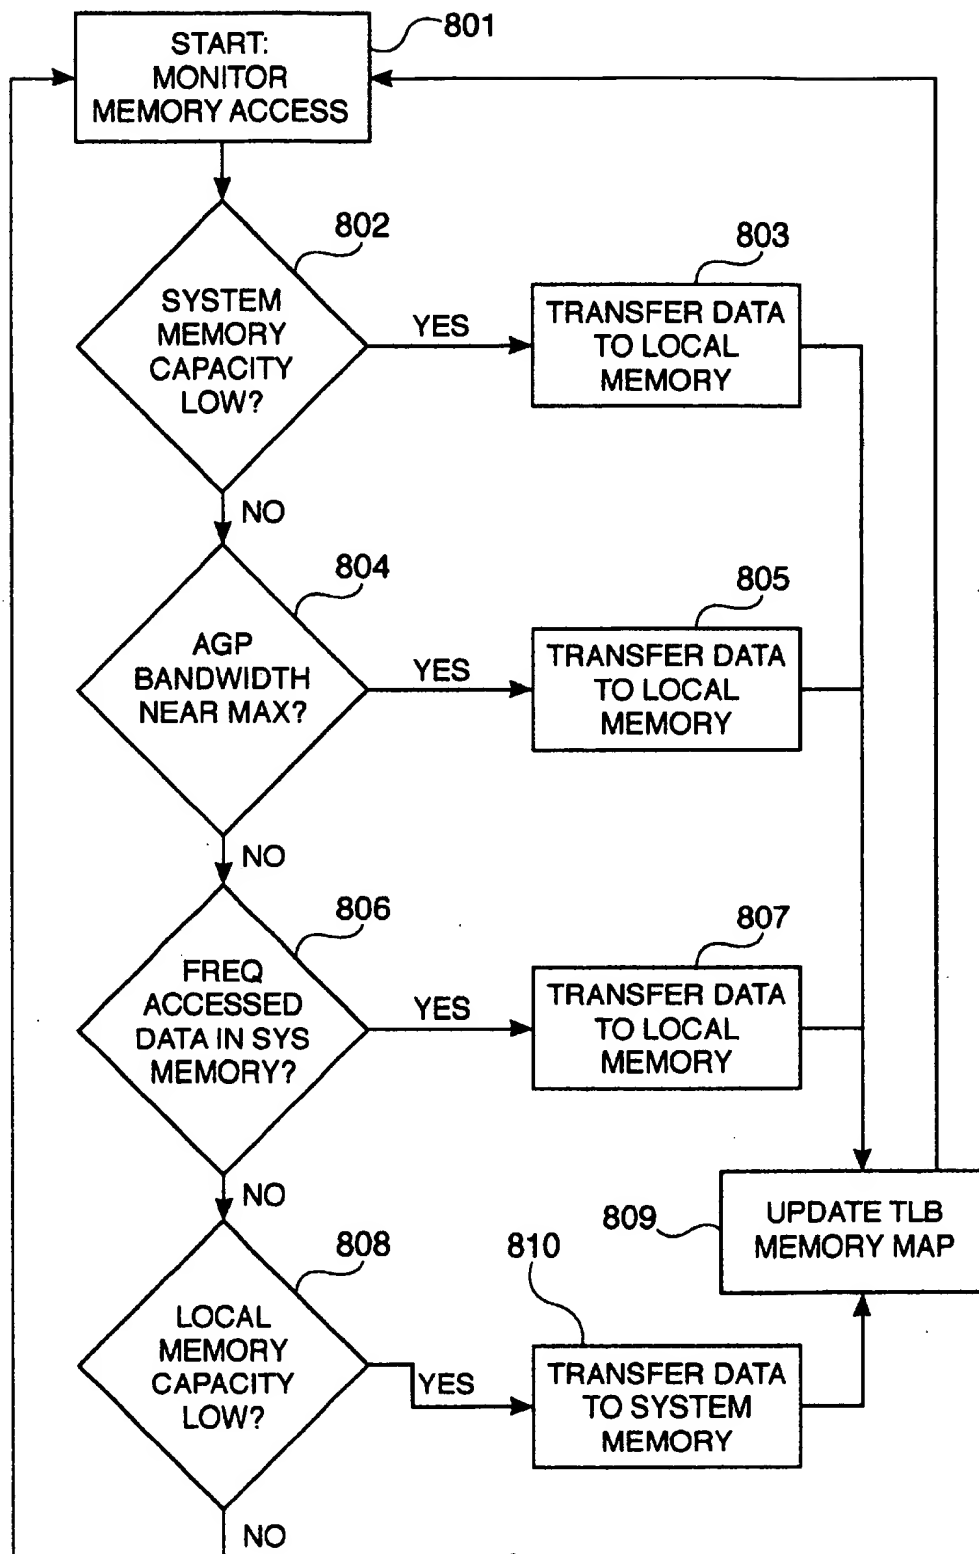 801
START:
MONITOR
MEMORY ACCESS
802
SYSTEM
MEMORY
CAPACITY
LOW?
YES
803
TRANSFER DATA
TO LOCAL
MEMORY
NO
804
AGP
BANDWIDTH
NEAR MAX?
YES
805
TRANSFER DATA
TO LOCAL
MEMORY
NO
806
FREQ
ACCESSED
DATA IN SYS
MEMORY?
YES
807
TRANSFER DATA
TO LOCAL
MEMORY
NO
808
LOCAL
MEMORY
CAPACITY
LOW?
YES
810
TRANSFER DATA
TO SYSTEM
MEMORY
809
UPDATE TLB
MEMORY MAP
NO